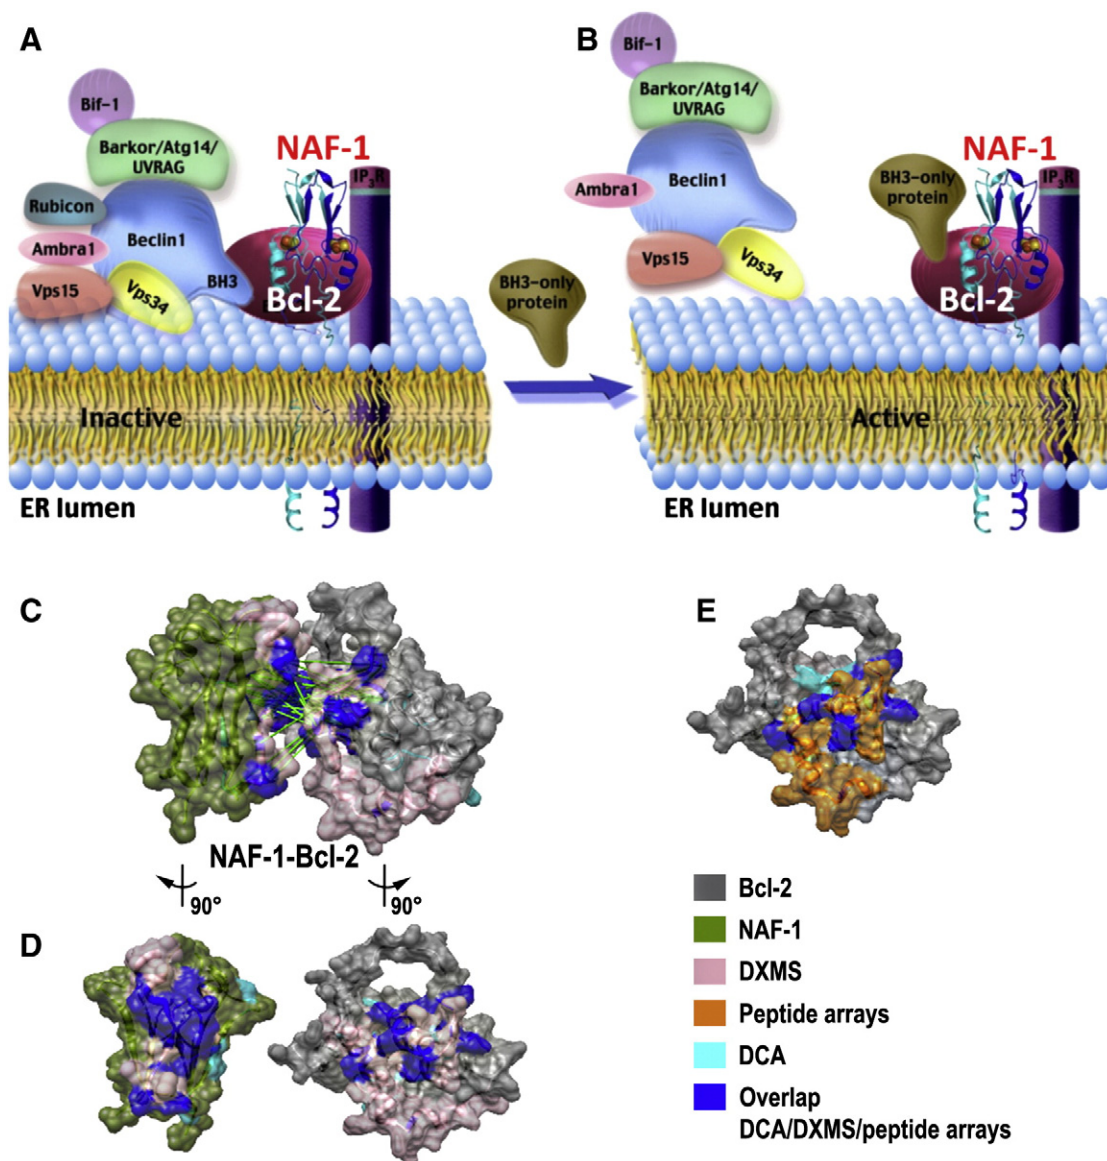 A
Bif-1
Barkor/Atg14/
UVRAG
NAF-1
IP3R
Rubicon
Beclin1
Ambra1
BH3
Vps15
Vps34
Bcl-2
Inactive
ER lumen
BH3-only
protein
B
Bif-1
Barkor/Atg14/
UVRAG
NAF-1
IP3R
BH3-only
protein
Ambra1
Beclin1
Vps15
Vps34
Bcl-2
Active
ER lumen
C
NAF-1-Bcl-2
90°
90°
D
E
Bcl-2
NAF-1
DXMS
Peptide arrays
DCA
Overlap
DCA/DXMS/peptide arrays